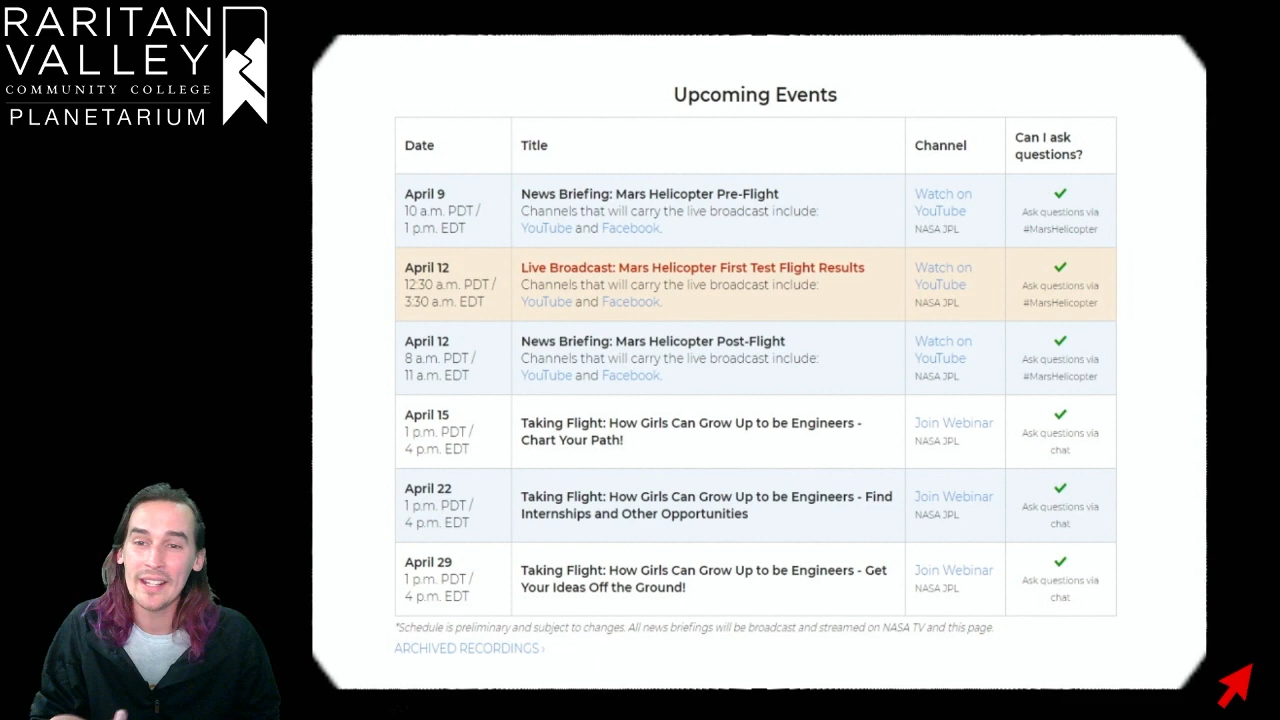 RARITAN
VALLEY
COMMUNITY COLLEGE
PLANETARIUM
Upcoming Events
Date
Title
Channel
Can I ask
questions?
April 9
10 a.m. PDT /
1 p.m. EDT
News Briefing: Mars Helicopter Pre-Flight
Channels that will carry the live broadcast include:
YouTube and Facebook.
Watch on
YouTube
NASA JPL
Ask questions via
#MarsHelicopter
April 12
12:30 a.m. PDT /
3:30 a.m. EDT
Live Broadcast: Mars Helicopter First Test Flight Results
Channels that will carry the live broadcast include:
YouTube and Facebook.
Watch on
YouTube
NASA JPL
Ask questions via
#MarsHelicopter
April 12
8 a.m. PDT /
11 a.m. EDT
News Briefing: Mars Helicopter Post-Flight
Channels that will carry the live broadcast include:
YouTube and Facebook.
Watch on
YouTube
NASA JPL
Ask questions via
#MarsHelicopter
April 15
1 p.m. PDT /
4 p.m. EDT
Taking Flight: How Girls Can Grow Up to be Engineers -
Chart Your Path!
Join Webinar
NASA JPL
Ask questions via
chat
April 22
1 p.m. PDT /
4 p.m. EDT
Taking Flight: How Girls Can Grow Up to be Engineers - Find
Internships and Other Opportunities
Join Webinar
NASA JPL
Ask questions via
chat
April 29
1 p.m. PDT /
4 p.m. EDT
Taking Flight: How Girls Can Grow Up to be Engineers - Get
Your Ideas Off the Ground!
Join Webinar
NASA JPL
Ask questions via
chat
*Schedule is preliminary and subject to changes. All news briefings will be broadcast and streamed on NASA TV and this page.
ARCHIVED RECORDINGS ›